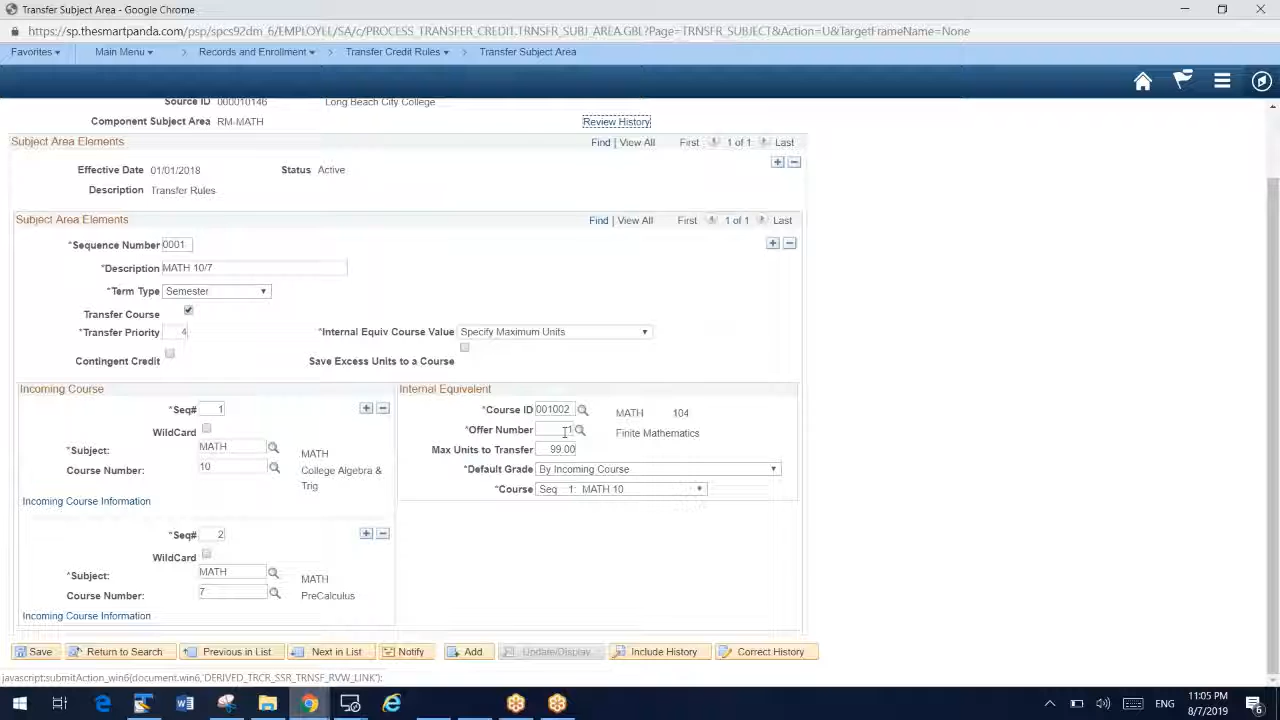 Transfer Subject Area - Google Chrome
https://sp.thesmartpanda.com/psp/spcs92dm_6/EMPLOYEE/SA/c/PROCESS_TRANSFER_CREDIT.TRNSFR_SUBJ_AREA.GBL?Page=TRNSFR_SUBJECT&Action=U&TargetFrameName=None
Favorites Main Menu > Records and Enrollment > Transfer Credit Rules > Transfer Subject Area
Source ID 000010146 Long Beach City College
Component Subject Area RM-MATH Review History
Subject Area Elements Find | View All First 1 of 1 Last
Effective Date 01/01/2018 Status Active
Description Transfer Rules
Subject Area Elements Find | View All First 1 of 1 Last
*Sequence Number 0001
*Description MATH 10/7
*Term Type Semester
Transfer Course
*Transfer Priority 4 *Internal Equiv Course Value Specify Maximum Units
Contingent Credit Save Excess Units to a Course
Incoming Course Internal Equivalent
*Seq# 1 *Course ID 001002 MATH 104
WildCard *Offer Number 1 Finite Mathematics
*Subject: MATH MATH Max Units to Transfer 99.00
Course Number: 10 College Algebra & Trig *Default Grade By Incoming Course
*Course Seq 1: MATH 10
Incoming Course Information
*Seq# 2
WildCard
*Subject: MATH MATH
Course Number: 7 PreCalculus
Incoming Course Information
Save Return to Search Previous in List Next in List Notify Add Update/Display Include History Correct History
javascript:submitAction_win6(document.win6,'DERIVED_TRCR_SSR_TRNSF_RVW_LINK');
ENG
11:05 PM
8/7/2019
6